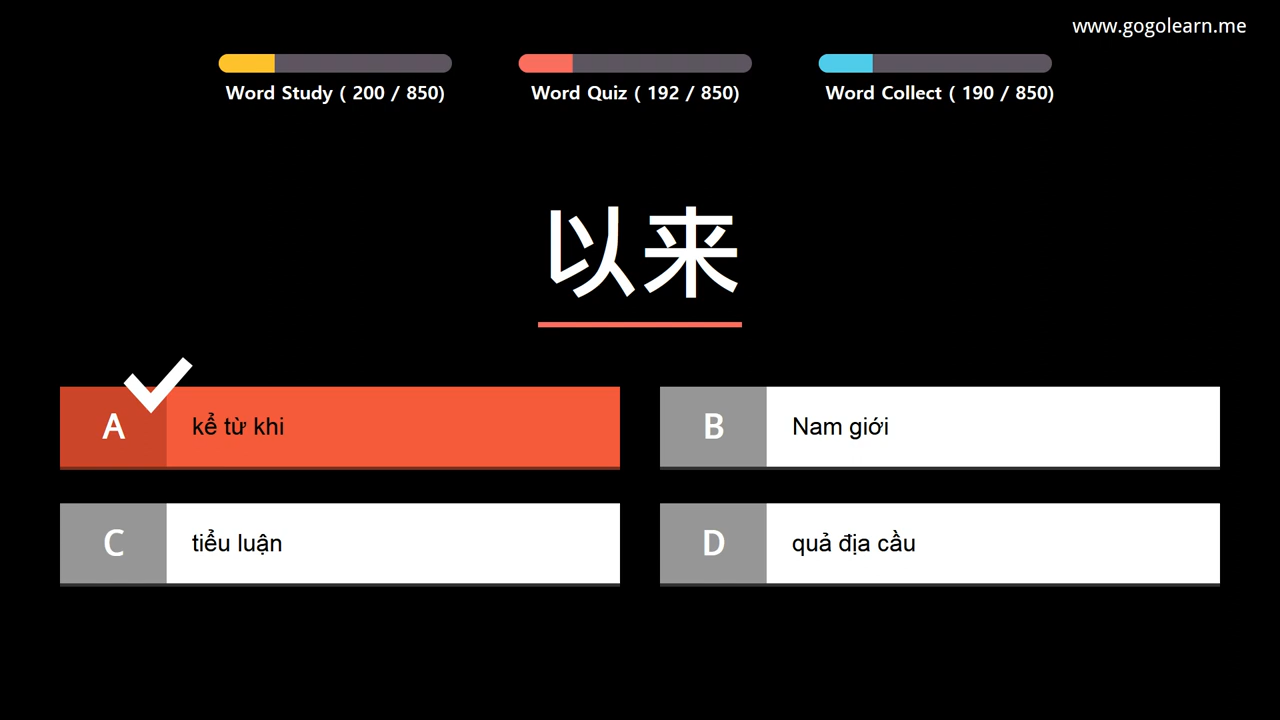 www.gogolearn.me
Word Study ( 200 / 850)
Word Quiz ( 192 / 850)
Word Collect ( 190 / 850)
以来
A
kể từ khi
B
Nam giới
C
tiểu luận
D
quả địa cầu